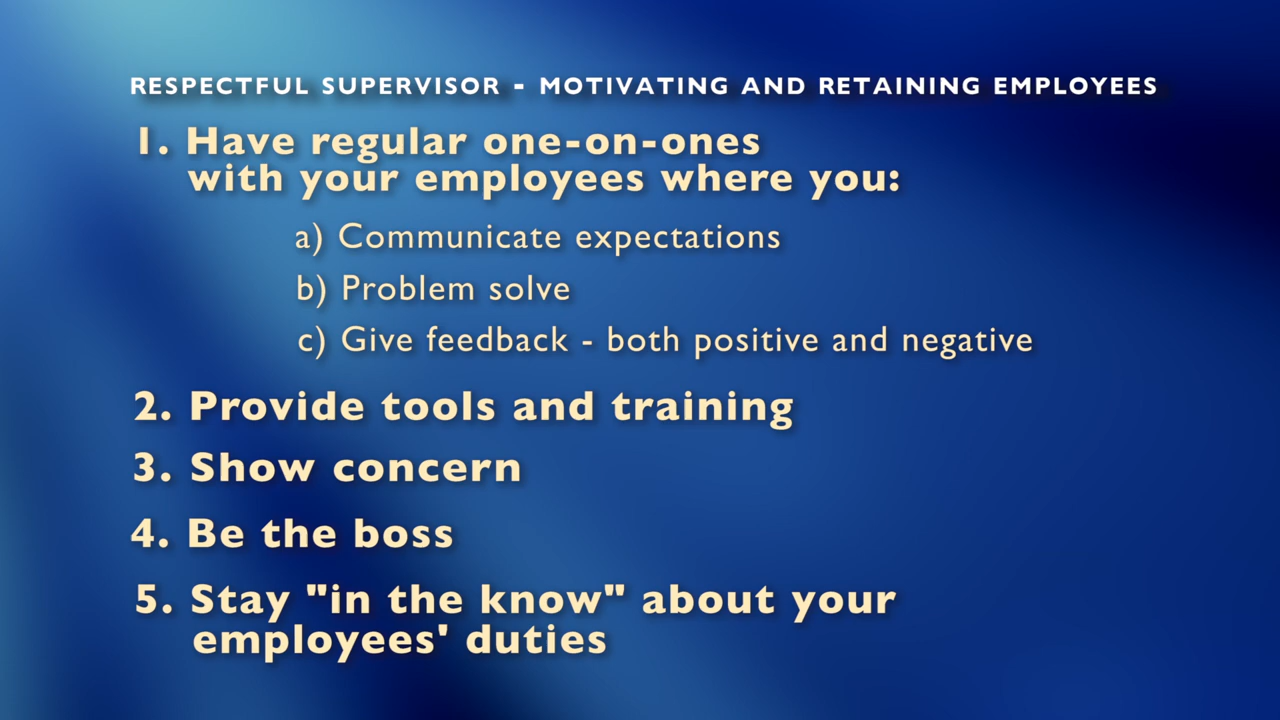 RESPECTFUL SUPERVISOR - MOTIVATING AND RETAINING EMPLOYEES
1. Have regular one-on-ones
with your employees where you:
a) Communicate expectations
b) Problem solve
c) Give feedback - both positive and negative
2. Provide tools and training
3. Show concern
4. Be the boss
5. Stay "in the know" about your
employees' duties